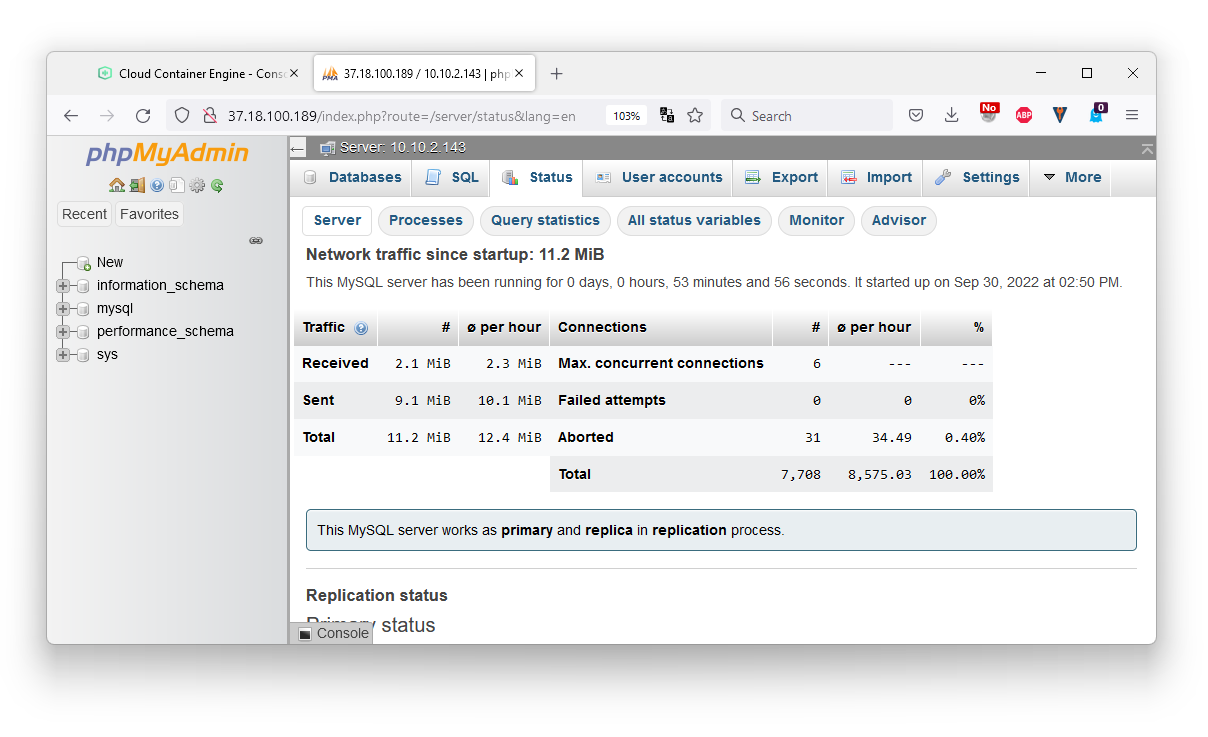 Cloud Container Engine - Cons
37.18.100.189 / 10.10.2.143 | php
37.18.100.189/index.php?route=/server/status&lang=en
103%
Search
No
ABP
0
phpMyAdmin
Server: 10.10.2.143
Recent
Favorites
New
information_schema
mysql
performance_schema
sys
Databases SQL Status User accounts Export Import Settings More
Server Processes Query statistics All status variables Monitor Advisor
Network traffic since startup: 11.2 MiB
This MySQL server has been running for 0 days, 0 hours, 53 minutes and 56 seconds. It started up on Sep 30, 2022 at 02:50 PM.
Traffic # ø per hour Connections # ø per hour %
Received 2.1 MiB 2.3 MiB Max. concurrent connections 6 --- ---
Sent 9.1 MiB 10.1 MiB Failed attempts 0 0 0%
Total 11.2 MiB 12.4 MiB Aborted 31 34.49 0.40%
Total 7,708 8,575.03 100.00%
This MySQL server works as primary and replica in replication process.
Replication status
Primary status
Console